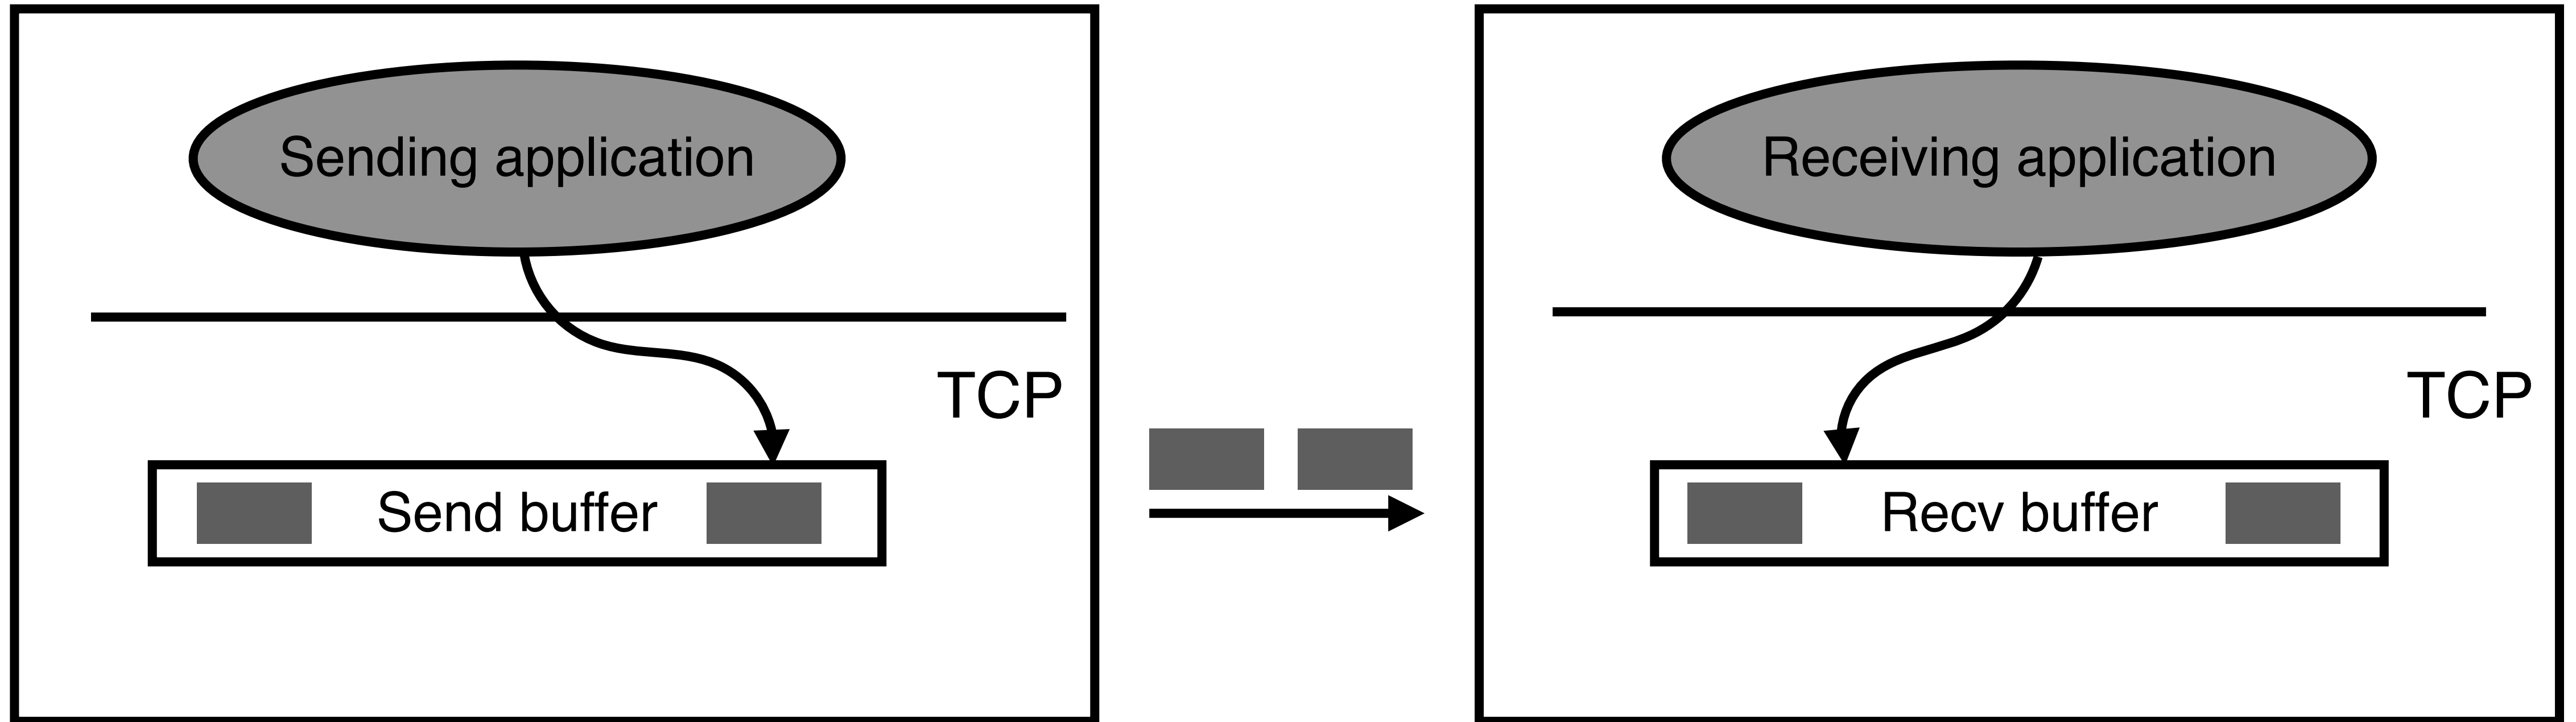 Sending application
TCP
Send buffer
Receiving application
TCP
Recv buffer